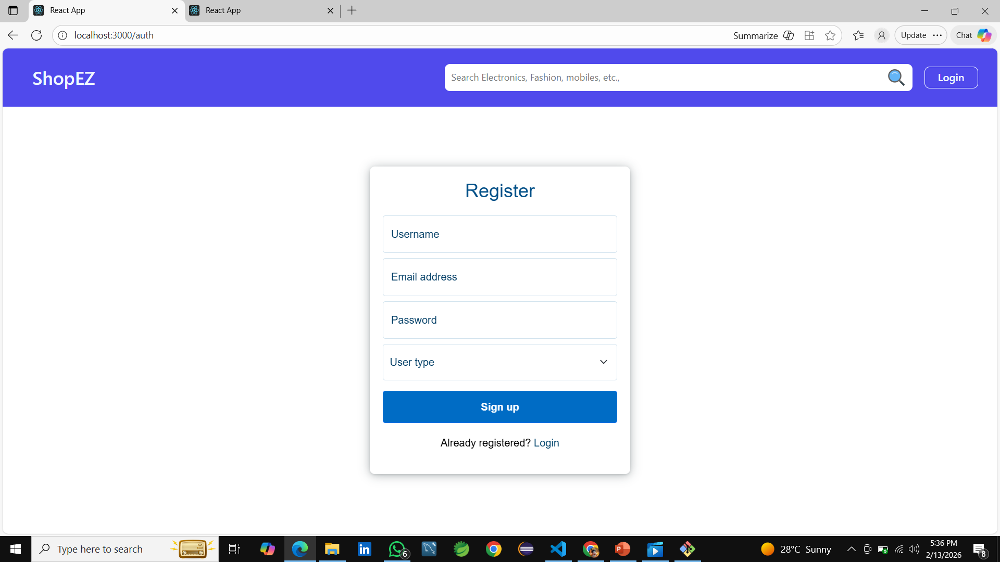 React App
React App
localhost:3000/auth
Summarize
Update
Chat
ShopEZ
Search Electronics, Fashion, mobiles, etc.,
Login
Register
Username
Email address
Password
User type
Sign up
Already registered? Login
Type here to search
in
6
P
28°C Sunny
5:36 PM
2/13/2026
8